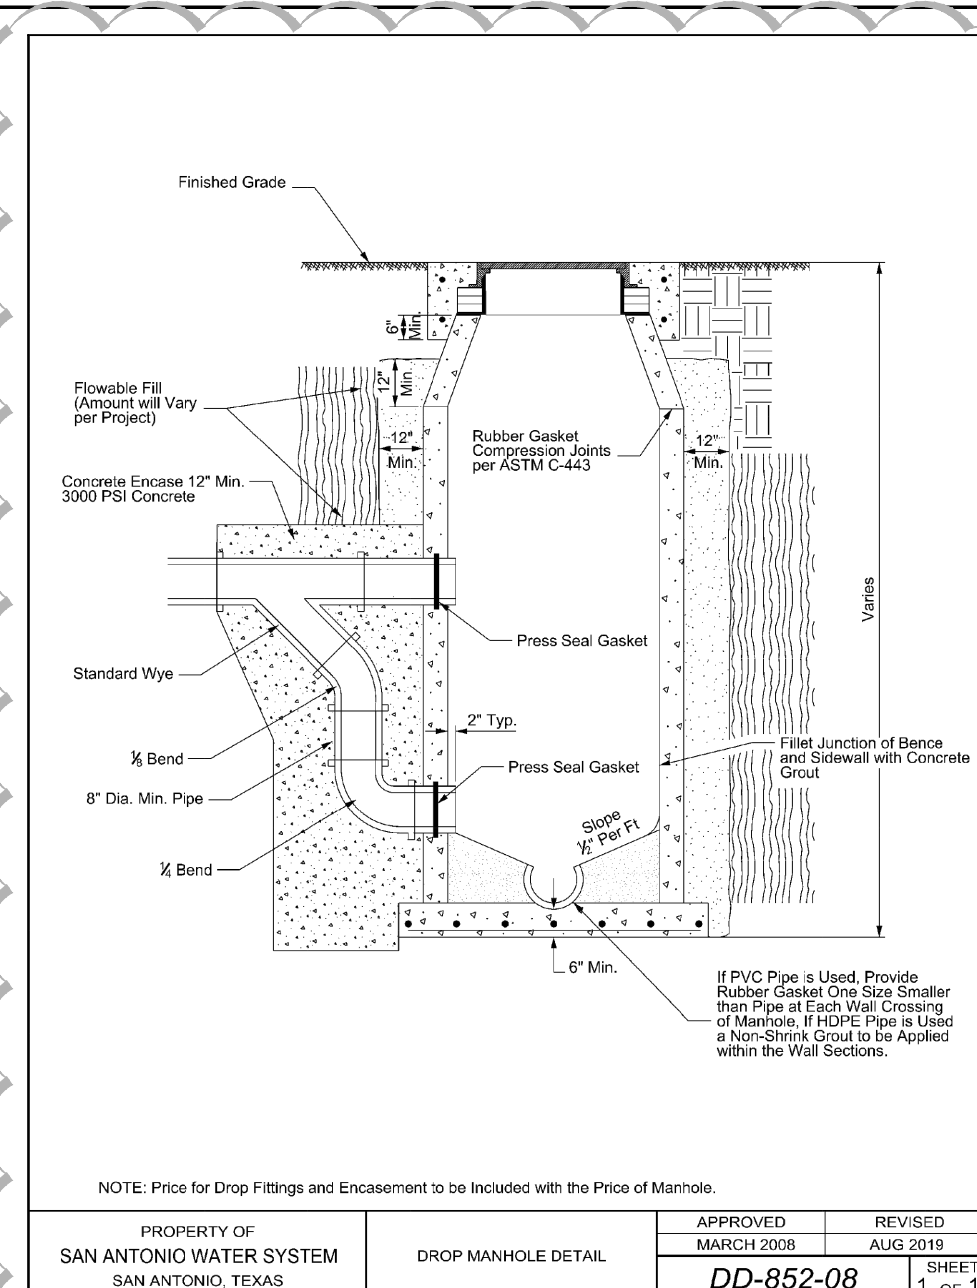 Finished Grade
6"
Min.
12"
Min.
Flowable Fill
(Amount will Vary
per Project)
12"
Min.
Rubber Gasket
Compression Joints
per ASTM C-443
12"
Min.
Concrete Encase 12" Min.
3000 PSI Concrete
Varies
Press Seal Gasket
Standard Wye
2" Typ.
⅛ Bend
Press Seal Gasket
Fillet Junction of Bence
and Sidewall with Concrete
Grout
8" Dia. Min. Pipe
Slope
½" Per Ft
¼ Bend
6" Min.
If PVC Pipe is Used, Provide
Rubber Gasket One Size Smaller
than Pipe at Each Wall Crossing
of Manhole, If HDPE Pipe is Used
a Non-Shrink Grout to be Applied
within the Wall Sections.
NOTE: Price for Drop Fittings and Encasement to be Included with the Price of Manhole.
PROPERTY OF
SAN ANTONIO WATER SYSTEM
SAN ANTONIO, TEXAS
DROP MANHOLE DETAIL
APPROVED
MARCH 2008
REVISED
AUG 2019
DD-852-08
SHEET
1 OF 1